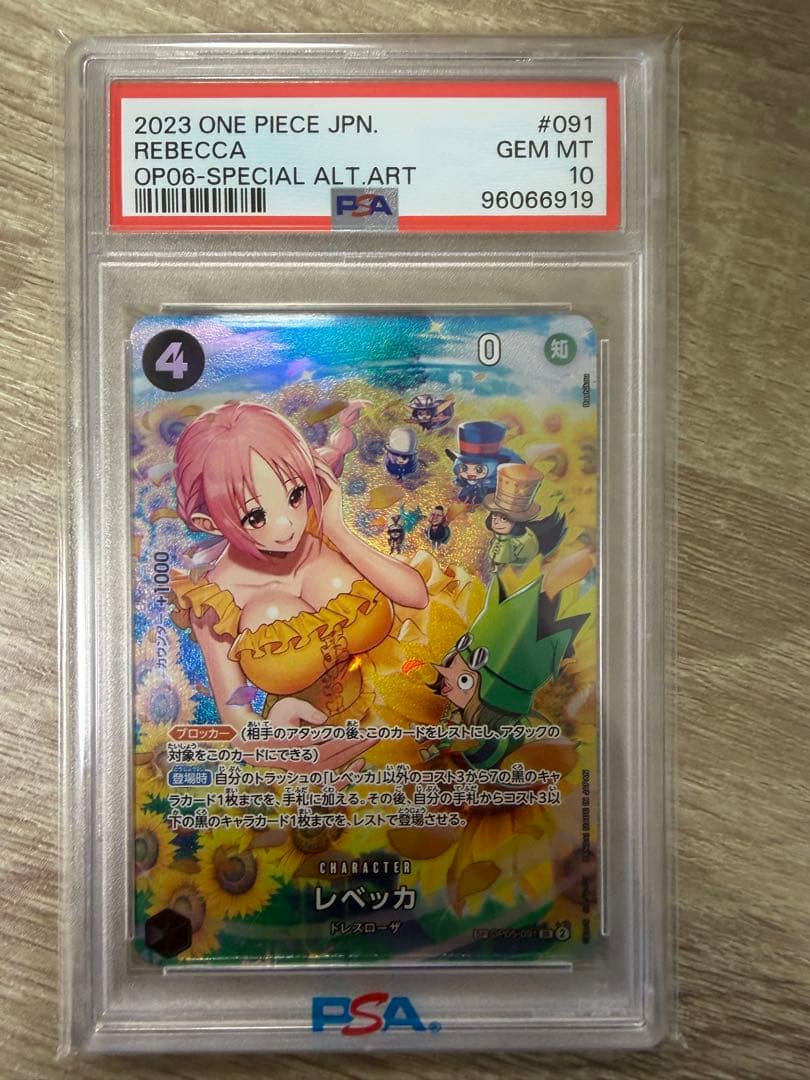 2023 ONE PIECE JPN.
#091
REBECCA
GEM MT
OP06-SPECIAL ALT.ART
10
PSA
96066919
4
0
知
カウンター +1000
ブロッカー (相手のアタックの後、このカードをレストにし、アタックの
対象をこのカードにできる)
登場時 自分のトラッシュの「レベッカ」以外のコスト3から7の黒のキャ
ラカード1枚までを、手札に加える。その後、自分の手札からコスト3以
下の黒のキャラカード1枚までを、レストで登場させる。
CHARACTER
レベッカ
ドレスローザ
SP OP05-091 SR 2
MADE IN JAPAN
PSA